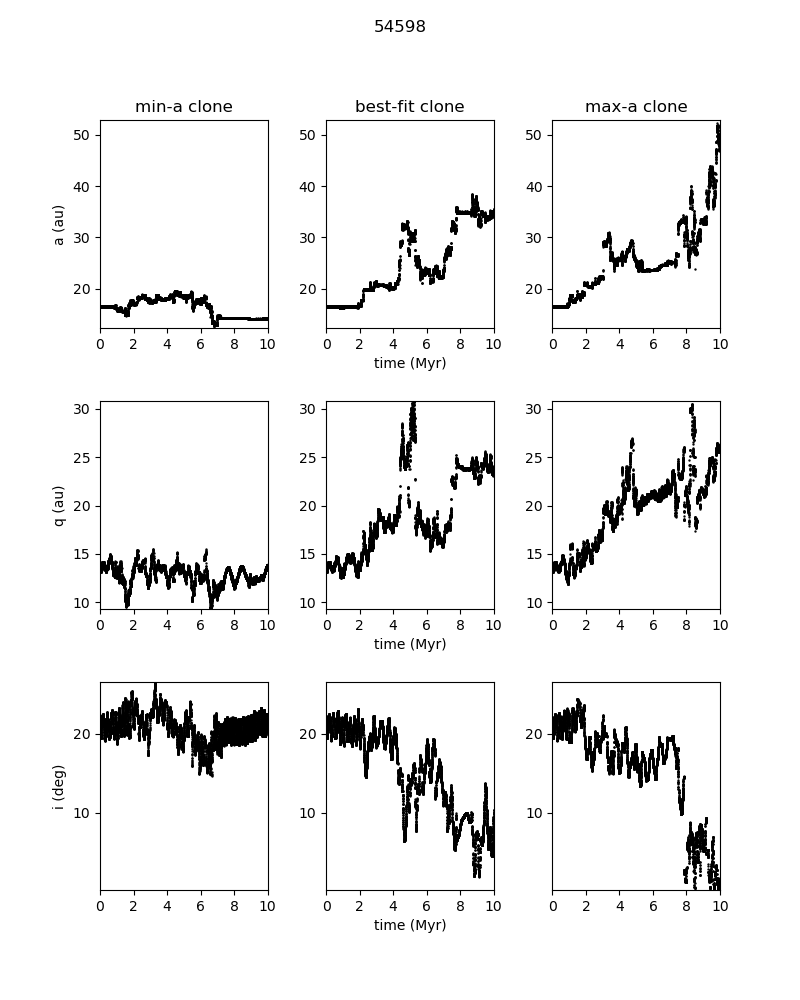 54598
min-a clone best-fit clone max-a clone
50 50 50
40 40 40
a (au)
30 30 30
20 20 20
0 2 4 6 8 10 0 2 4 6 8 10 0 2 4 6 8 10
time (Myr)
30 30 30
25 25 25
q (au)
20 20 20
15 15 15
10 10 10
0 2 4 6 8 10 0 2 4 6 8 10 0 2 4 6 8 10
time (Myr)
20 20 20
i (deg)
10 10 10
0 2 4 6 8 10 0 2 4 6 8 10 0 2 4 6 8 10
time (Myr)